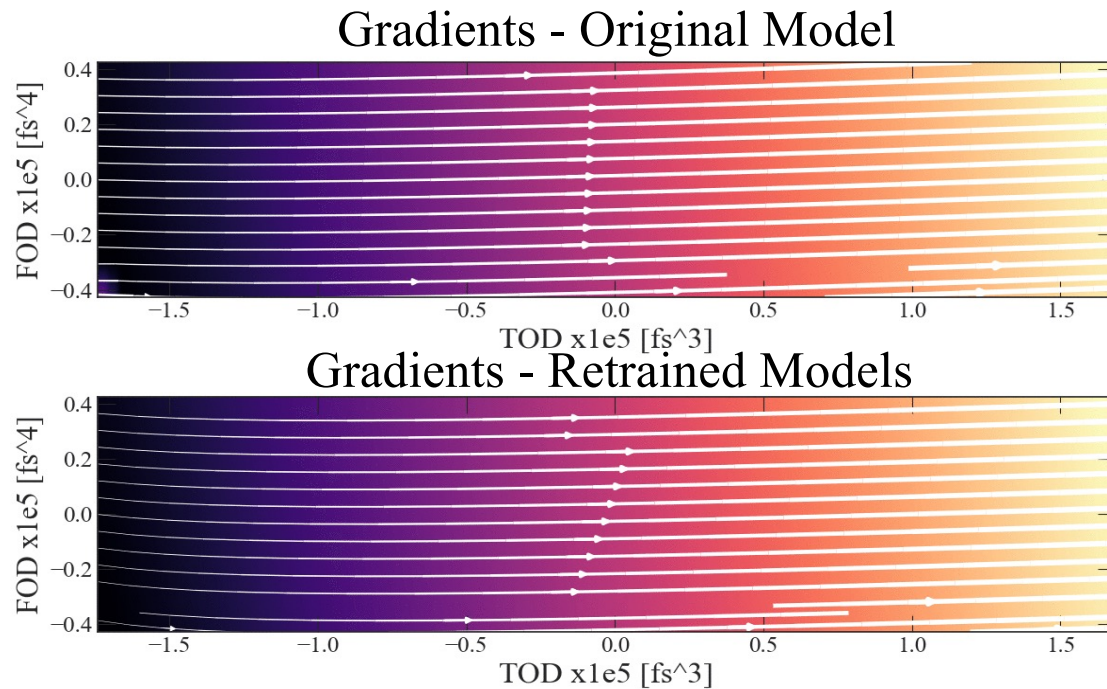 Gradients - Original Model
0.4
0.2
0.0
−0.2
−0.4
FOD x1e5 [fs^4]
−1.5 −1.0 −0.5 0.0 0.5 1.0 1.5
TOD x1e5 [fs^3]
Gradients - Retrained Models
0.4
0.2
0.0
−0.2
−0.4
FOD x1e5 [fs^4]
−1.5 −1.0 −0.5 0.0 0.5 1.0 1.5
TOD x1e5 [fs^3]